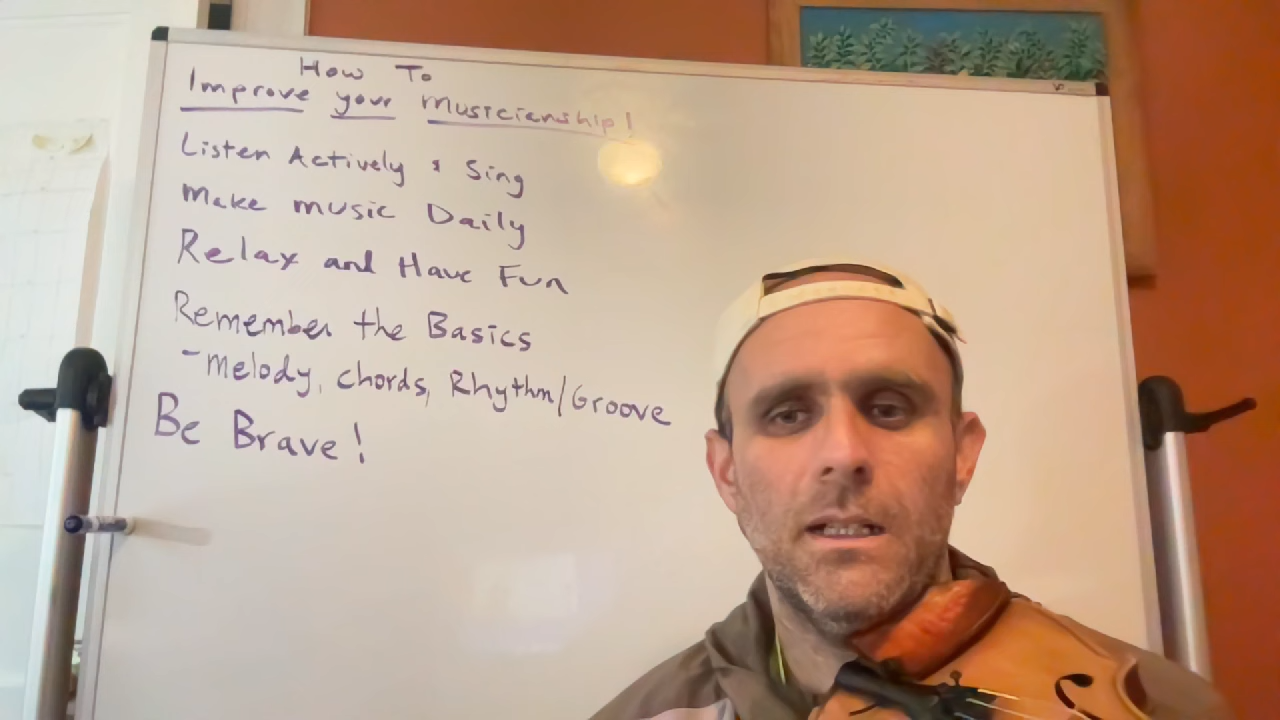 How To
Improve your Musicianship!
Listen Actively & Sing
Make music Daily
Relax and Have Fun
Remember the Basics
- Melody, Chords, Rhythm/Groove
Be Brave!